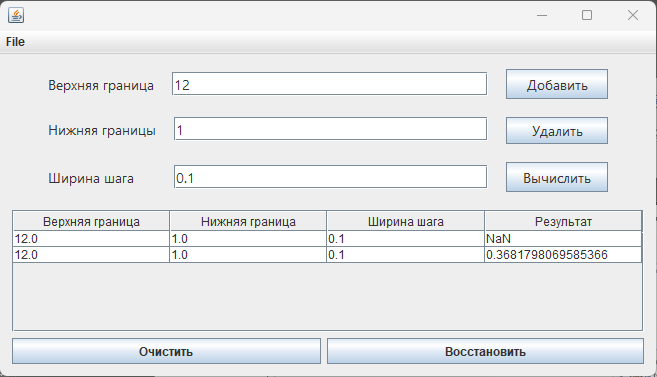 File
Верхняя граница 12 Добавить
Нижняя границы 1 Удалить
Ширина шага 0.1 Вычислить
Верхняя граница Нижняя граница Ширина шага Результат
12.0 1.0 0.1 NaN
12.0 1.0 0.1 0.3681798069585366
Очистить Восстановить